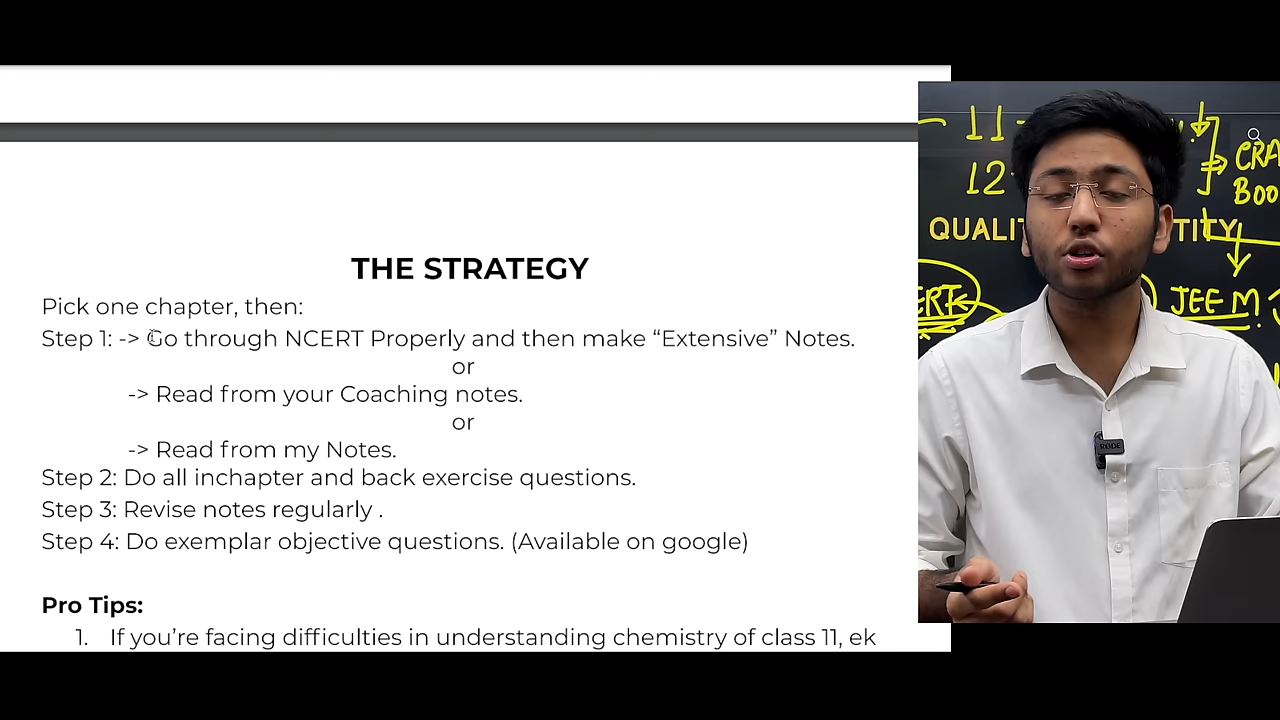 THE STRATEGY
Pick one chapter, then:
Step 1: -> Go through NCERT Properly and then make “Extensive” Notes.
or
-> Read from your Coaching notes.
or
-> Read from my Notes.
Step 2: Do all inchapter and back exercise questions.
Step 3: Revise notes regularly .
Step 4: Do exemplar objective questions. (Available on google)
Pro Tips:
1. If you’re facing difficulties in understanding chemistry of class 11, ek
11
12
JEE M
RØDE